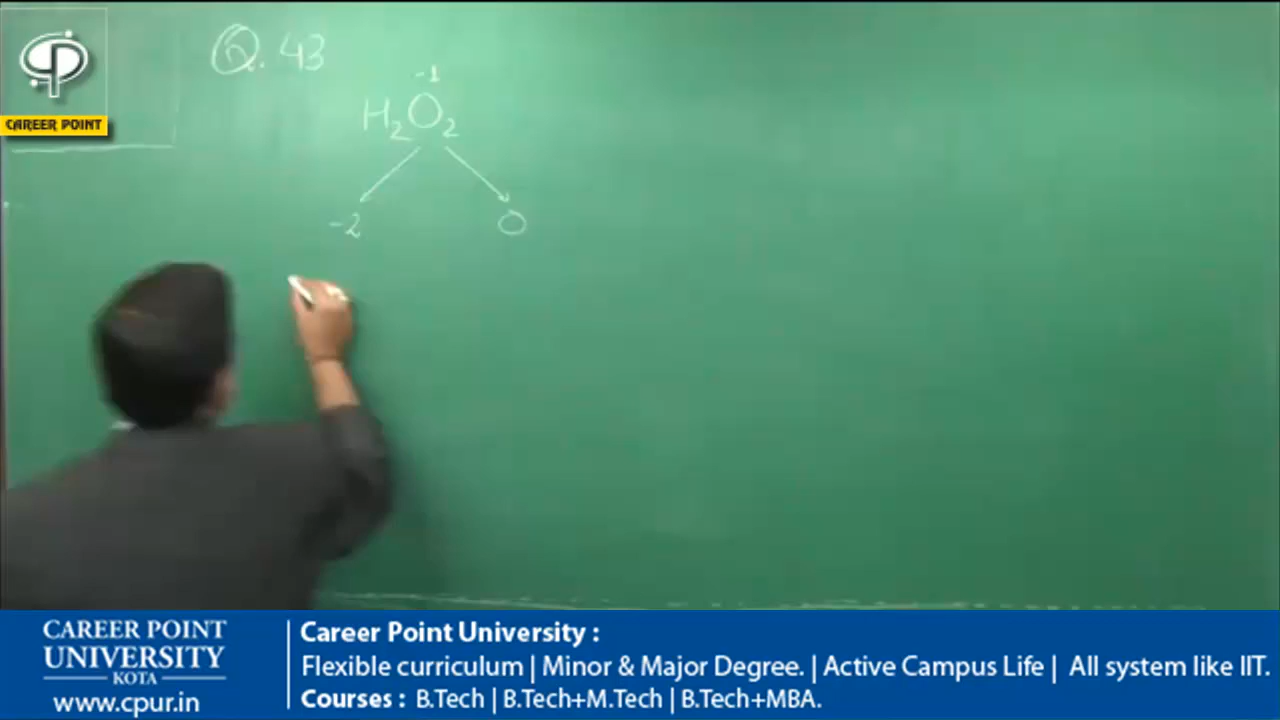 Q. 43
-1
H2O2
-2 0
CAREER POINT
CAREER POINT
UNIVERSITY
KOTA
www.cpur.in
Career Point University :
Flexible curriculum | Minor & Major Degree. | Active Campus Life | All system like IIT.
Courses : B.Tech | B.Tech+M.Tech | B.Tech+MBA.